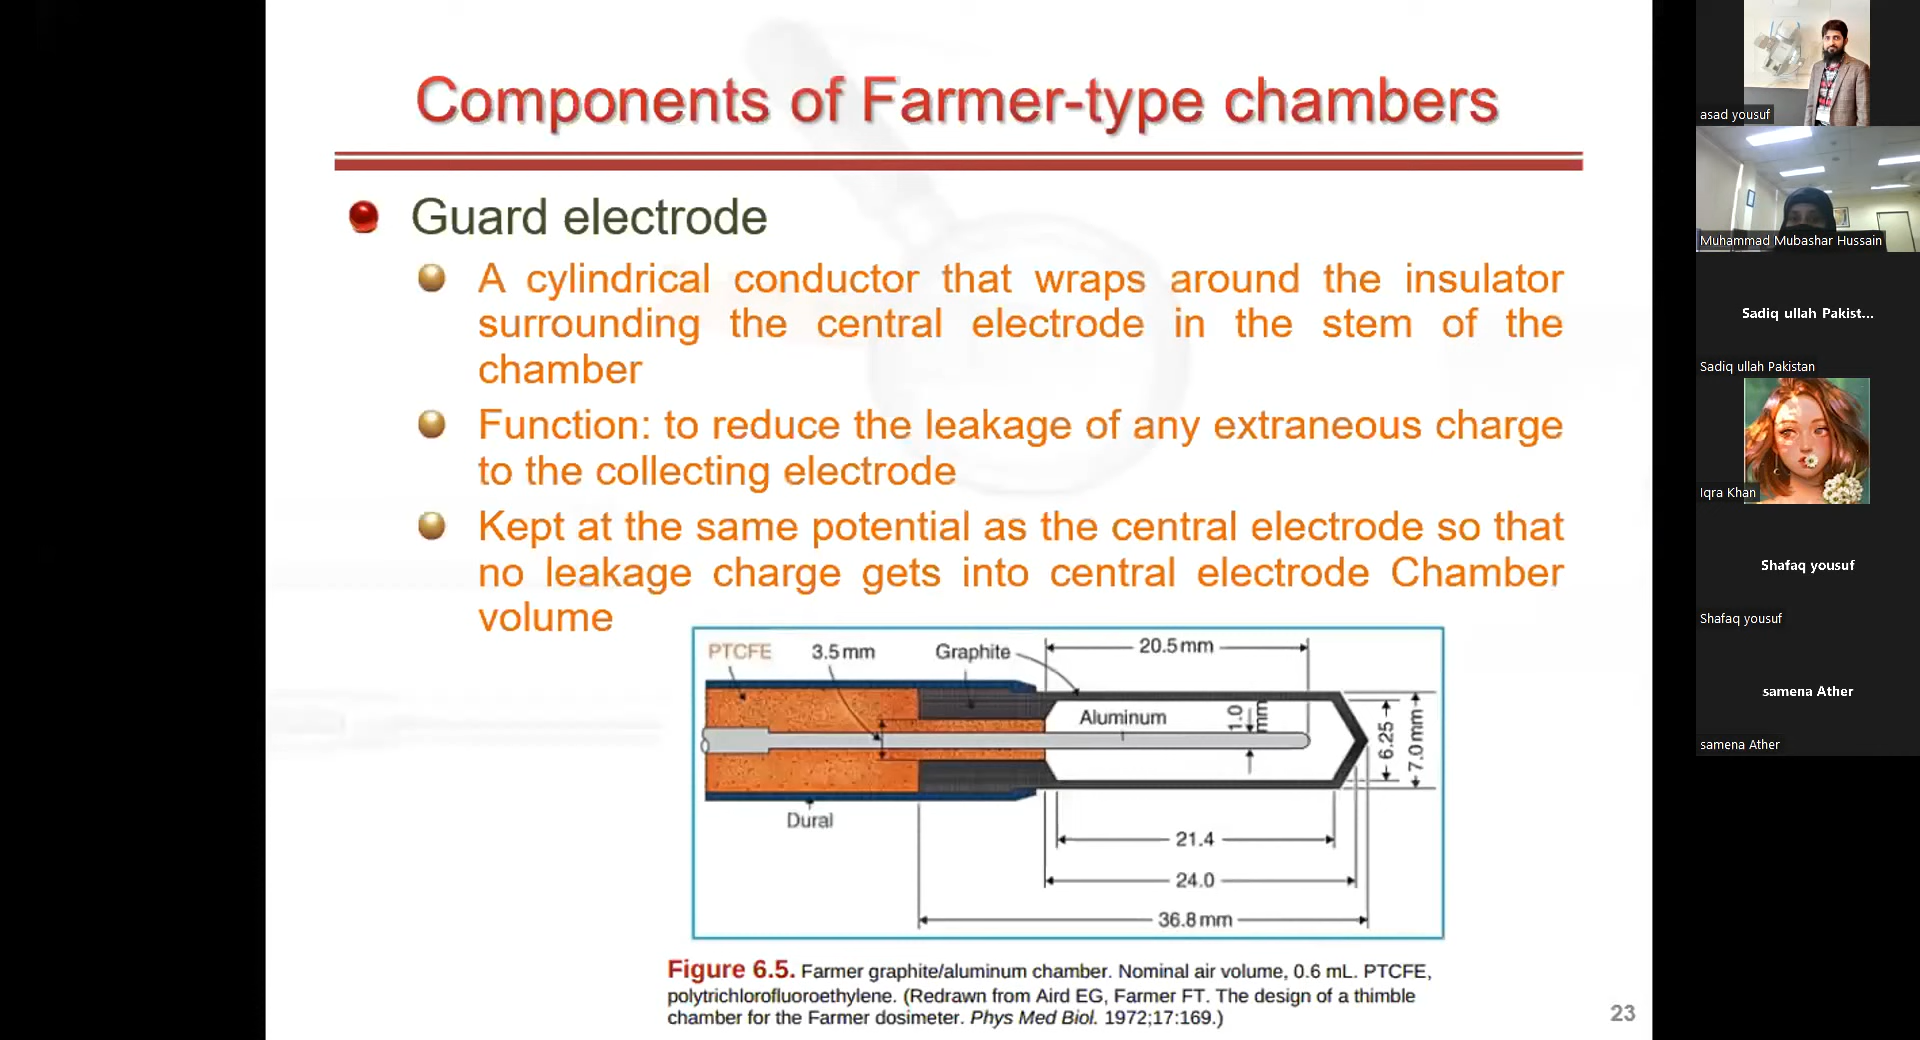 Components of Farmer-type chambers
Guard electrode
A cylindrical conductor that wraps around the insulator
surrounding the central electrode in the stem of the
chamber
Function: to reduce the leakage of any extraneous charge
to the collecting electrode
Kept at the same potential as the central electrode so that
no leakage charge gets into central electrode Chamber
volume
PTCFE
3.5 mm
Graphite
20.5 mm
Aluminum
1.0 mm
6.25
7.0 mm
Dural
21.4
24.0
36.8 mm
Figure 6.5. Farmer graphite/aluminum chamber. Nominal air volume, 0.6 mL. PTCFE,
polytrichlorofluoroethylene. (Redrawn from Aird EG, Farmer FT. The design of a thimble
chamber for the Farmer dosimeter. Phys Med Biol. 1972;17:169.)
23
asad yousuf
Muhammad Mubashar Hussain
Sadiq ullah Pakist...
Sadiq ullah Pakistan
Iqra Khan
Shafaq yousuf
Shafaq yousuf
samena Ather
samena Ather